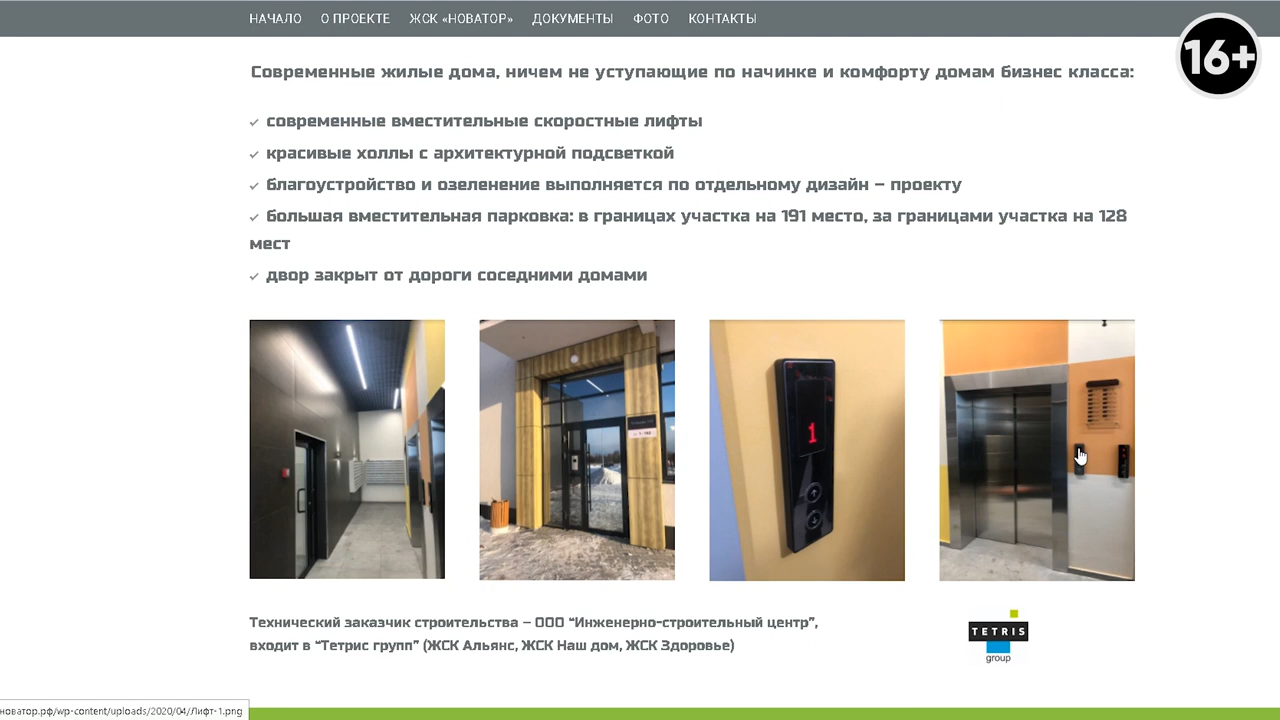 НАЧАЛО О ПРОЕКТЕ ЖСК «НОВАТОР» ДОКУМЕНТЫ ФОТО КОНТАКТЫ
16+
Современные жилые дома, ничем не уступающие по начинке и комфорту домам бизнес класса:
современные вместительные скоростные лифты
красивые холлы с архитектурной подсветкой
благоустройство и озеленение выполняется по отдельному дизайн – проекту
большая вместительная парковка: в границах участка на 191 место, за границами участка на 128
мест
двор закрыт от дороги соседними домами
1
Технический заказчик строительства – ООО “Инженерно-строительный центр”,
входит в “Тетрис групп” (ЖСК Альянс, ЖСК Наш дом, ЖСК Здоровье)
TETRIS
group
новатор.рф/wp-content/uploads/2020/04/Лифт-1.png